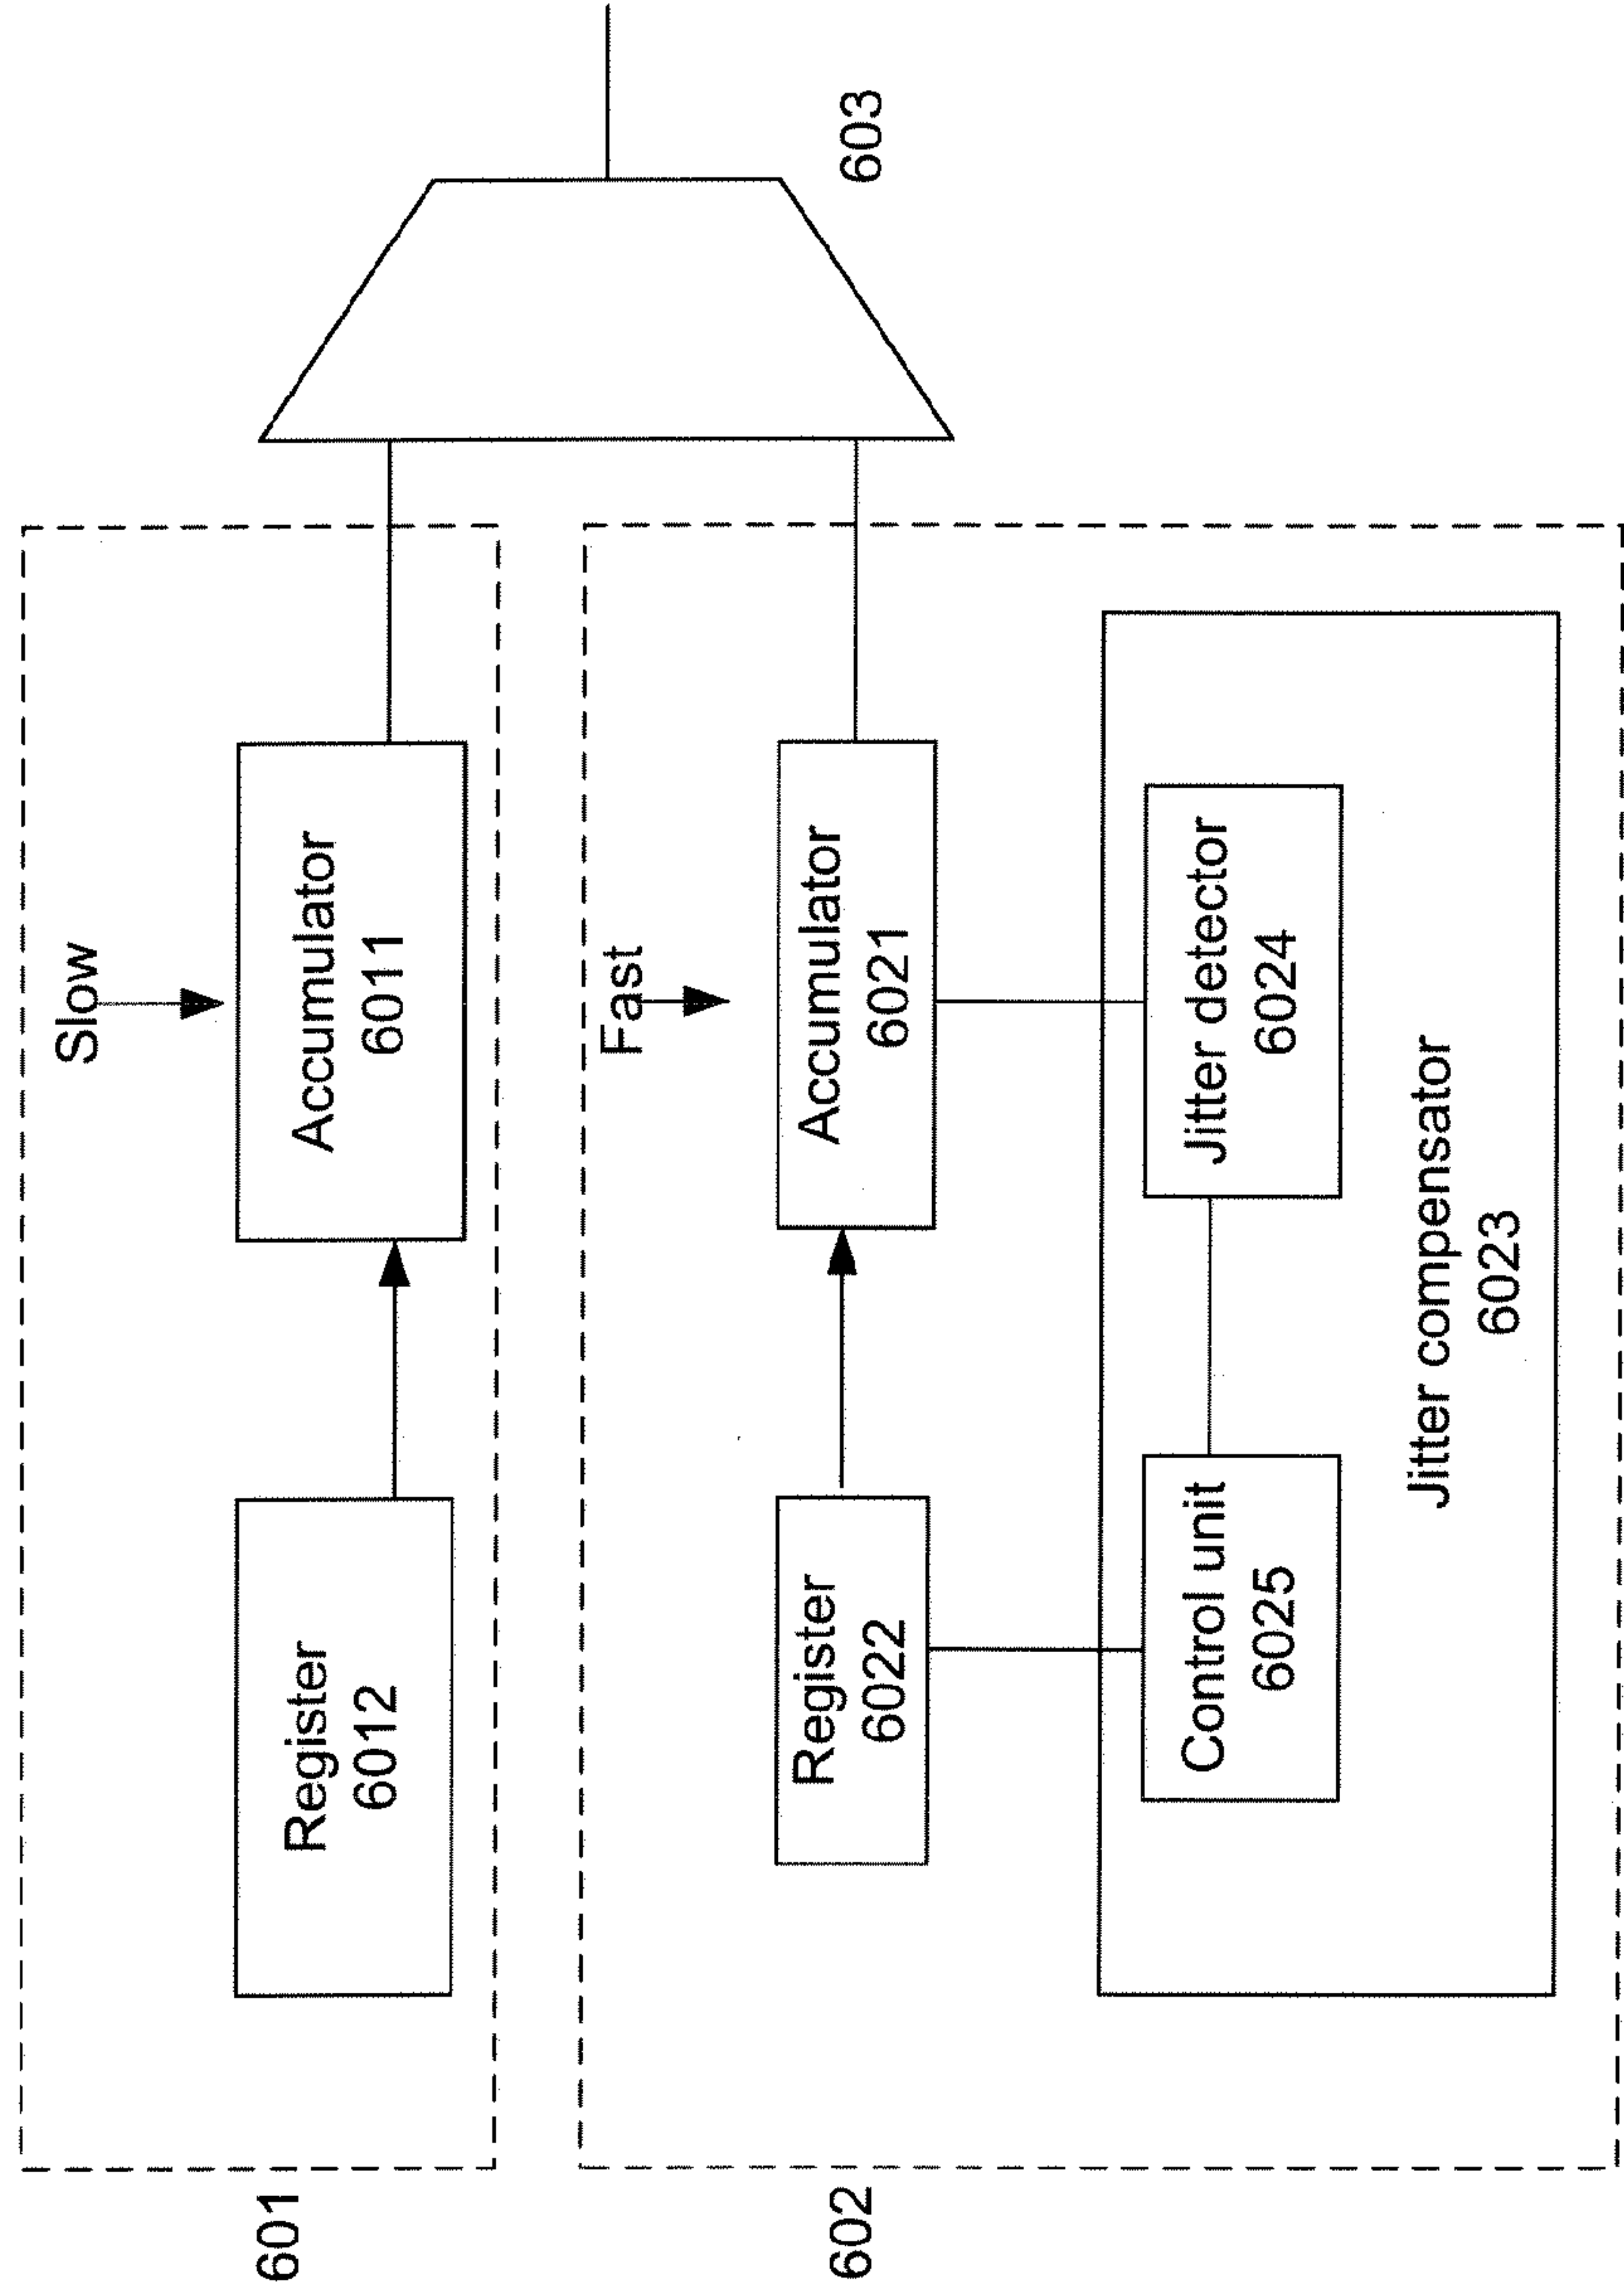 601
Slow
Register
6012
Accumulator
6011
603
602
Fast
Register
6022
Accumulator
6021
Control unit
6025
Jitter detector
6024
Jitter compensator
6023